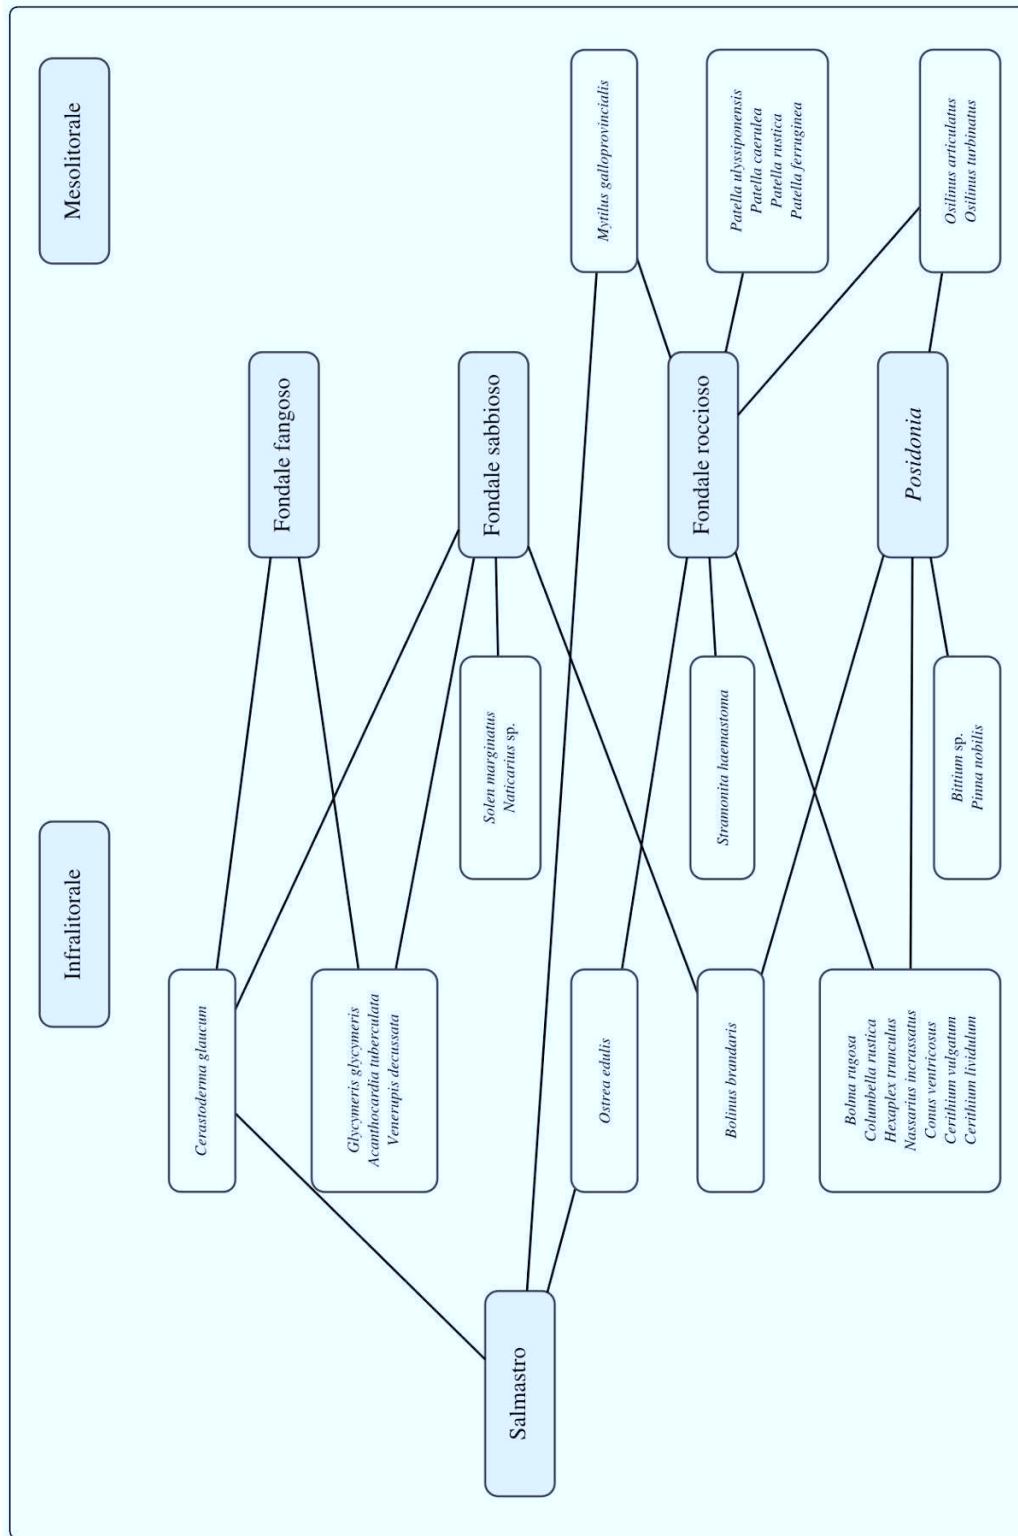 Infralitorale
Mesolitorale
Cerastoderma glaucum
Fondale fangoso
Glycymeris glycymeris
Acanthocardia tuberculata
Venerupis decussata
Salmastro
Solen marginatus
Naticarius sp.
Fondale sabbioso
Ostrea edulis
Mytilus galloprovincialis
Bolinus brandaris
Stramonita haemastoma
Fondale roccioso
Patella ulyssiponensis
Patella caerulea
Patella rustica
Patella ferruginea
Bolma rugosa
Columbella rustica
Hexaplex trunculus
Nassarius incrassatus
Conus ventricosus
Cerithium vulgatum
Cerithium lividulum
Bittium sp.
Pinna nobilis
Posidonia
Osilinus articulatus
Osilinus turbinatus